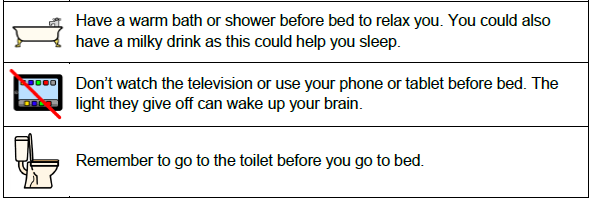 Have a warm bath or shower before bed to relax you. You could also
have a milky drink as this could help you sleep.
Don’t watch the television or use your phone or tablet before bed. The
light they give off can wake up your brain.
Remember to go to the toilet before you go to bed.